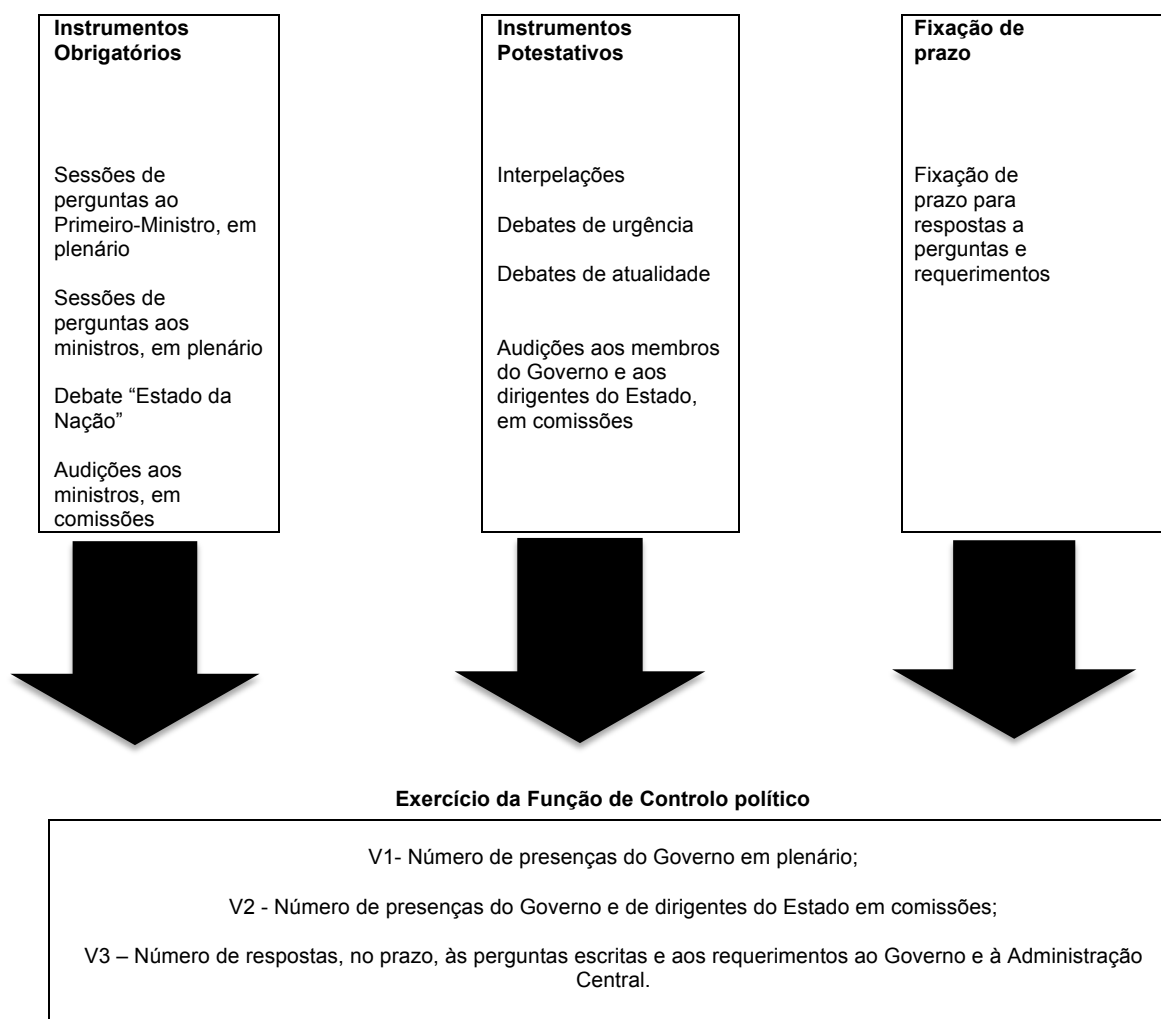 Instrumentos
Obrigatórios
Sessões de
perguntas ao
Primeiro-Ministro, em
plenário
Sessões de
perguntas aos
ministros, em plenário
Debate “Estado da
Nação”
Audições aos
ministros, em
comissões
Instrumentos
Potestativos
Interpelações
Debates de urgência
Debates de atualidade
Audições aos membros
do Governo e aos
dirigentes do Estado,
em comissões
Fixação de
prazo
Fixação de
prazo para
respostas a
perguntas e
requerimentos
Exercício da Função de Controlo político
V1- Número de presenças do Governo em plenário;
V2 - Número de presenças do Governo e de dirigentes do Estado em comissões;
V3 – Número de respostas, no prazo, às perguntas escritas e aos requerimentos ao Governo e à Administração
Central.